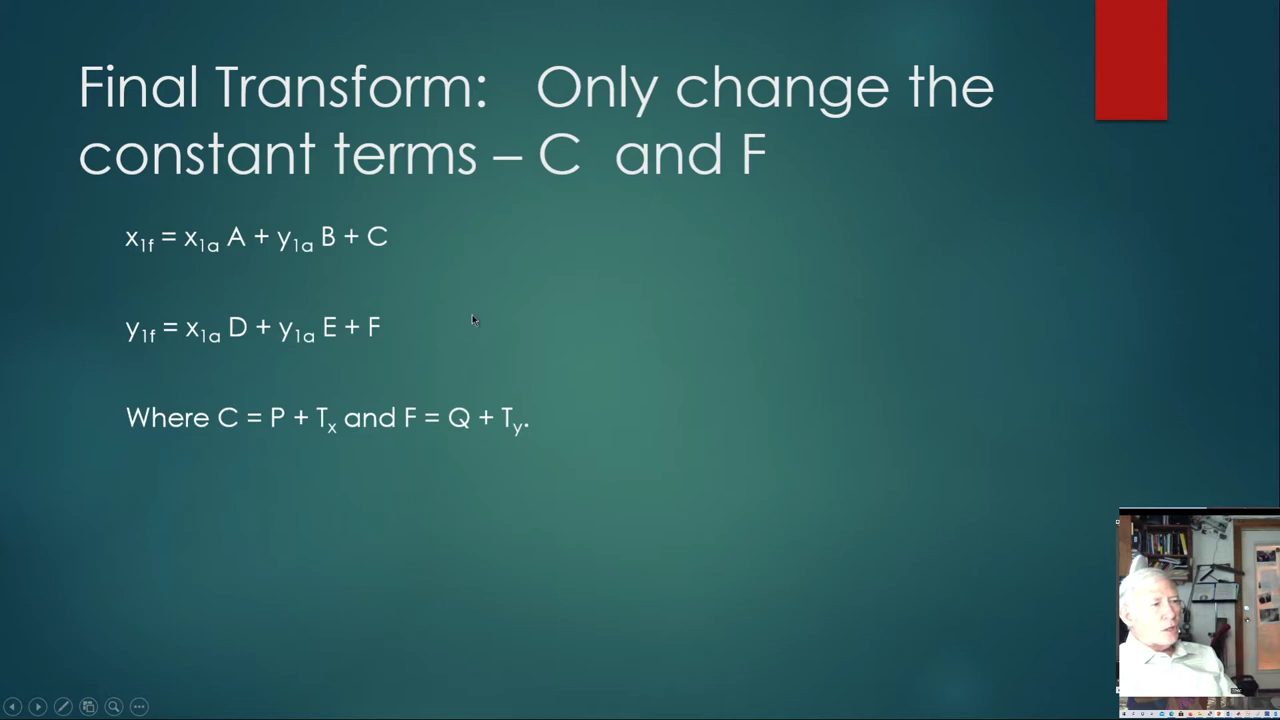 Final Transform: Only change the
constant terms – C and F
x₁f = x₁ₐ A + y₁ₐ B + C
y₁f = x₁ₐ D + y₁ₐ E + F
Where C = P + Tₓ and F = Q + Ty.